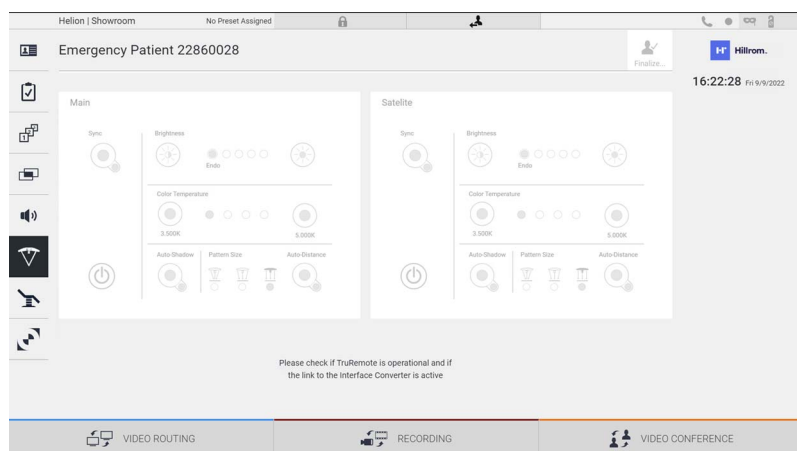 Helion | Showroom
No Preset Assigned
Emergency Patient 22860028
Finalize...
Hillrom.
16:22:28 Fri 9/9/2022
Main
Sync
Brightness
Endo
Color Temperature
3.500K
5.000K
Auto-Shadow
Pattern Size
Auto-Distance
Satelite
Sync
Brightness
Endo
Color Temperature
3.500K
5.000K
Auto-Shadow
Pattern Size
Auto-Distance
Please check if TruRemote is operational and if
the link to the Interface Converter is active
VIDEO ROUTING
RECORDING
VIDEO CONFERENCE